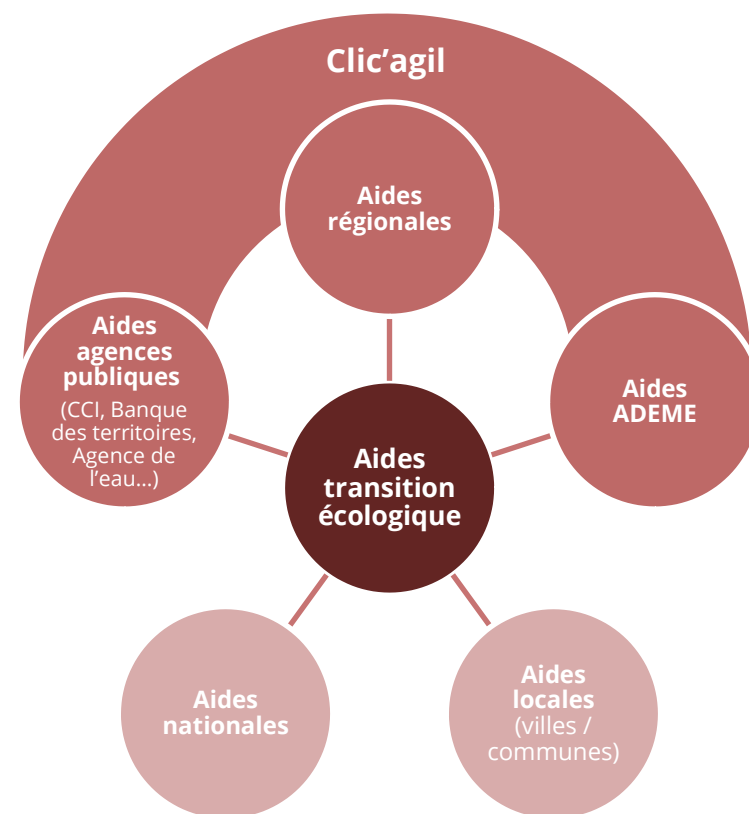 Clic’agil
Aides
régionales
Aides
agences
publiques
(CCI, Banque
des territoires,
Agence de
l’eau…)
Aides
ADEME
Aides
transition
écologique
Aides
nationales
Aides
locales
(villes /
communes)